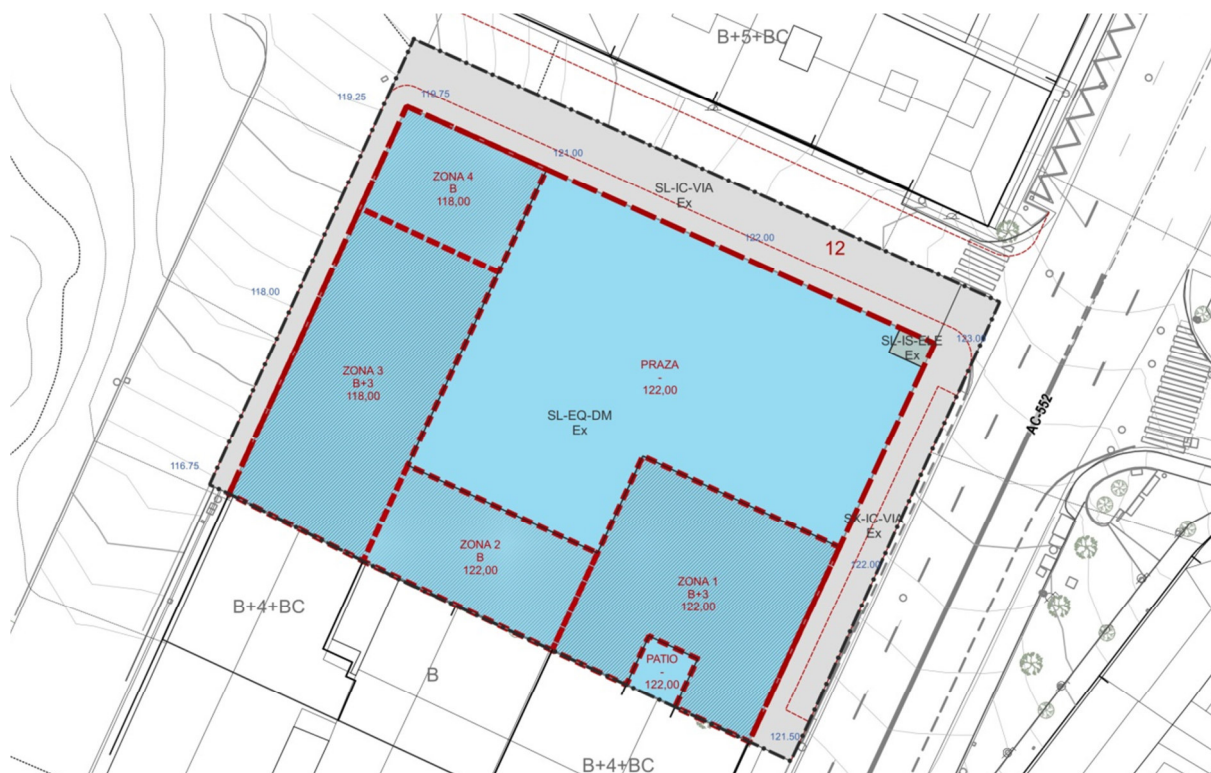 B+5+BC
119.25
119.75
121.00
ZONA 4
B
118,00
SL-IC-VIA
Ex
122.00
12
118.00
123.00
SL-IS-ELE
Ex
PRAZA
-
122,00
ZONA 3
B+3
118,00
SL-EQ-DM
Ex
AC-552
116.75
SX-IC-VIA
Ex
ZONA 2
B
122,00
122.00
ZONA 1
B+3
122,00
B+4+BC
PATIO
-
122,00
B
121.50
B+4+BC